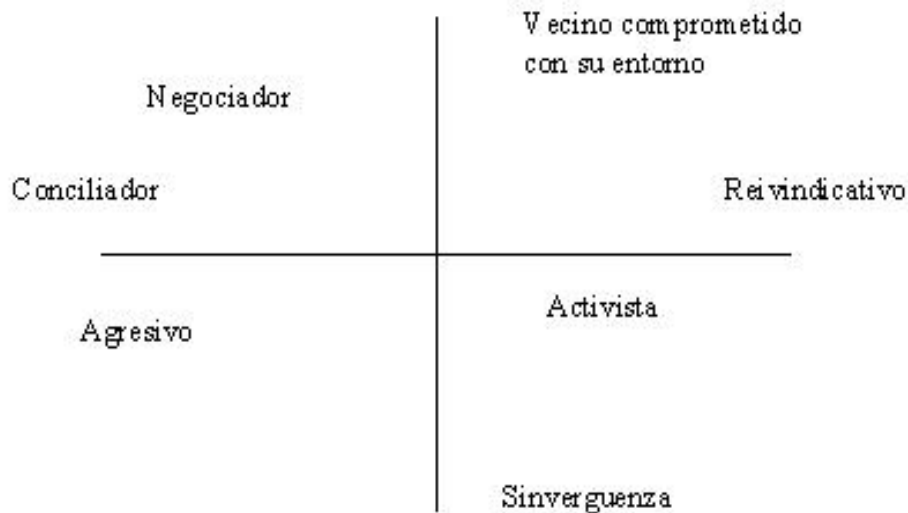 Vecino comprometido
con su entorno
Negociador
Conciliador
Reivindicativo
Activista
Agresivo
Sinverguenza